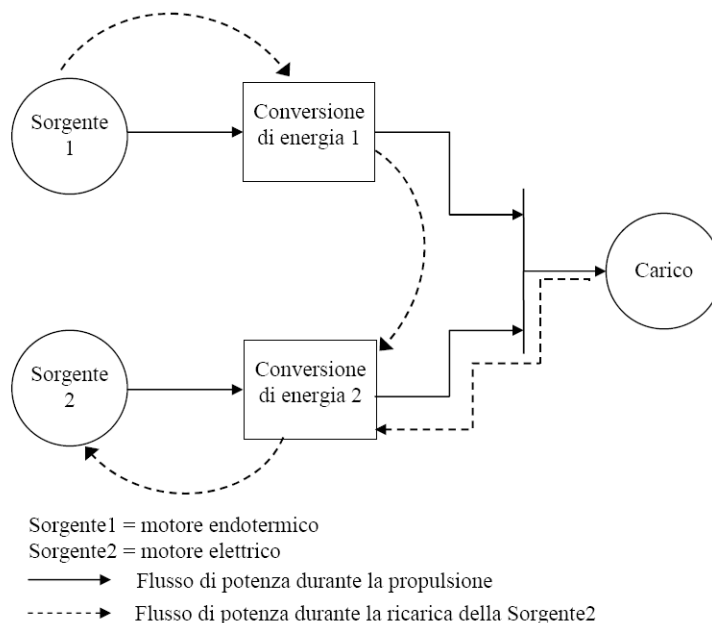 Sorgente
1
Conversione
di energia 1
Carico
Sorgente
2
Conversione
di energia 2
Sorgente1 = motore endotermico
Sorgente2 = motore elettrico
Flusso di potenza durante la propulsione
Flusso di potenza durante la ricarica della Sorgente2